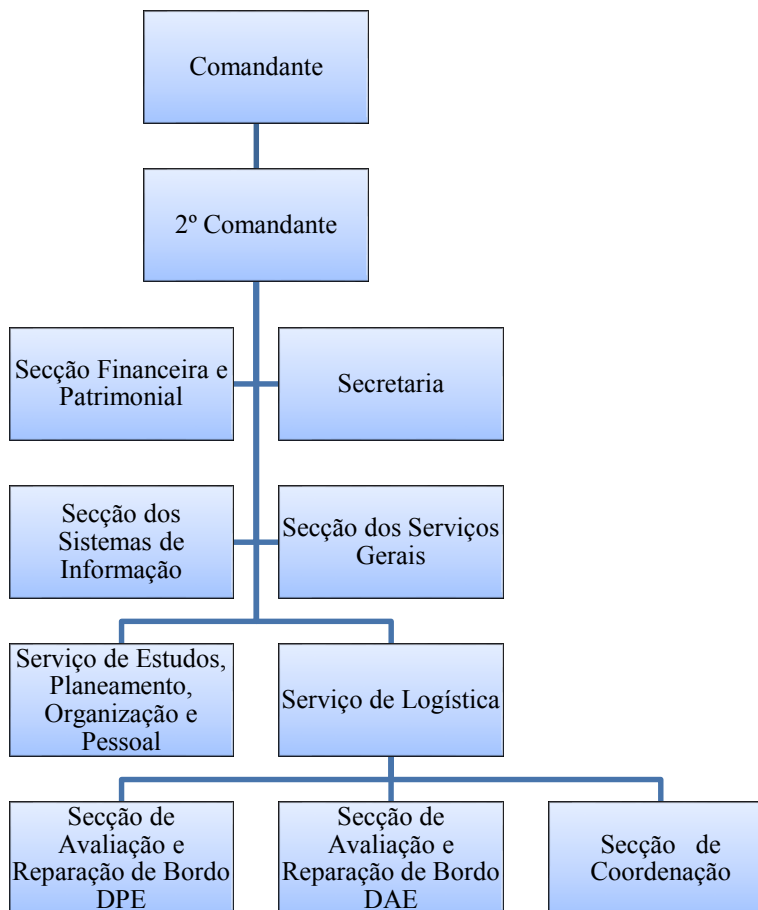 Comandante
2º Comandante
Secção Financeira e
Patrimonial
Secretaria
Secção dos
Sistemas de
Informação
Secção dos Serviços
Gerais
Serviço de Estudos,
Planeamento,
Organização e
Pessoal
Serviço de Logística
Secção de
Avaliação e
Reparação de Bordo
DPE
Secção de
Avaliação e
Reparação de Bordo
DAE
Secção de
Coordenação